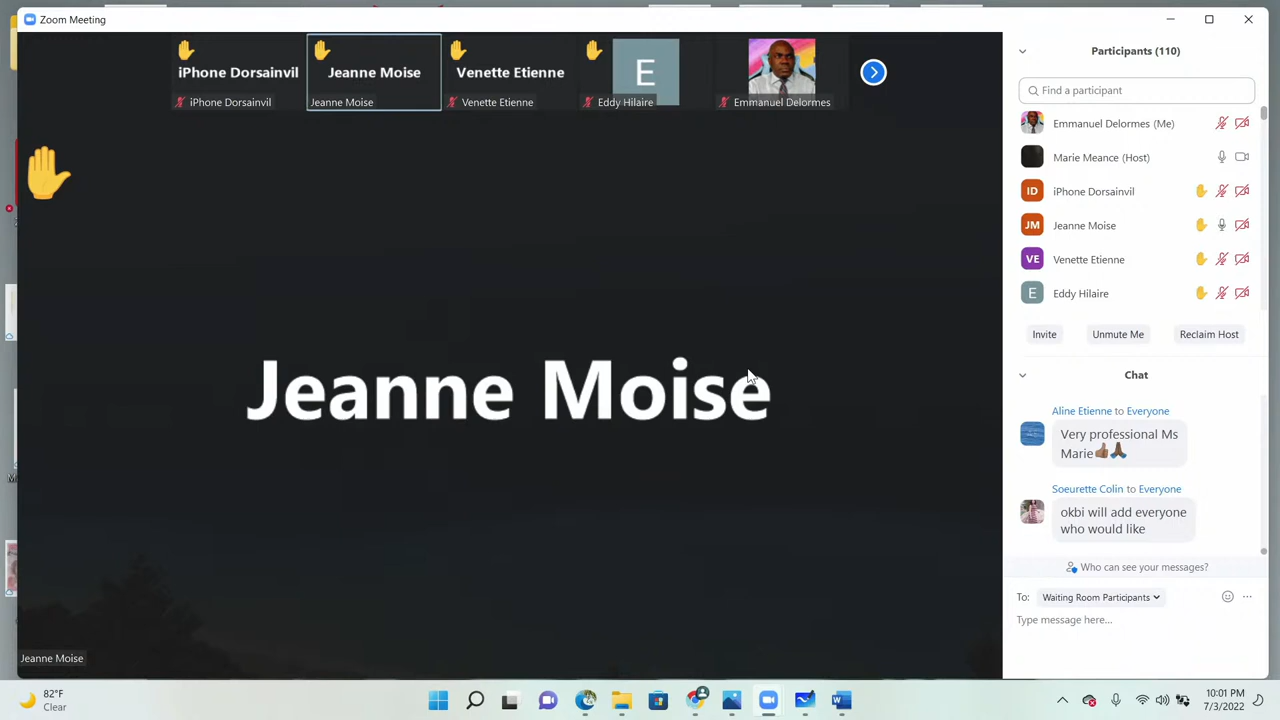 Zoom Meeting
iPhone Dorsainvil
Jeanne Moise
Venette Etienne
E
iPhone Dorsainvil
Jeanne Moise
Venette Etienne
Eddy Hilaire
Emmanuel Delormes
Jeanne Moise
Jeanne Moise
Participants (110)
Find a participant
Emmanuel Delormes (Me)
Marie Meance (Host)
ID iPhone Dorsainvil
JM Jeanne Moise
VE Venette Etienne
E Eddy Hilaire
Invite Unmute Me Reclaim Host
Chat
Aline Etienne to Everyone
Very professional Ms
Marie👍🏾🙏🏾
Soeurette Colin to Everyone
okbi will add everyone
who would like
Who can see your messages?
To: Waiting Room Participants
Type message here...
82°F
Clear
10:01 PM
7/3/2022